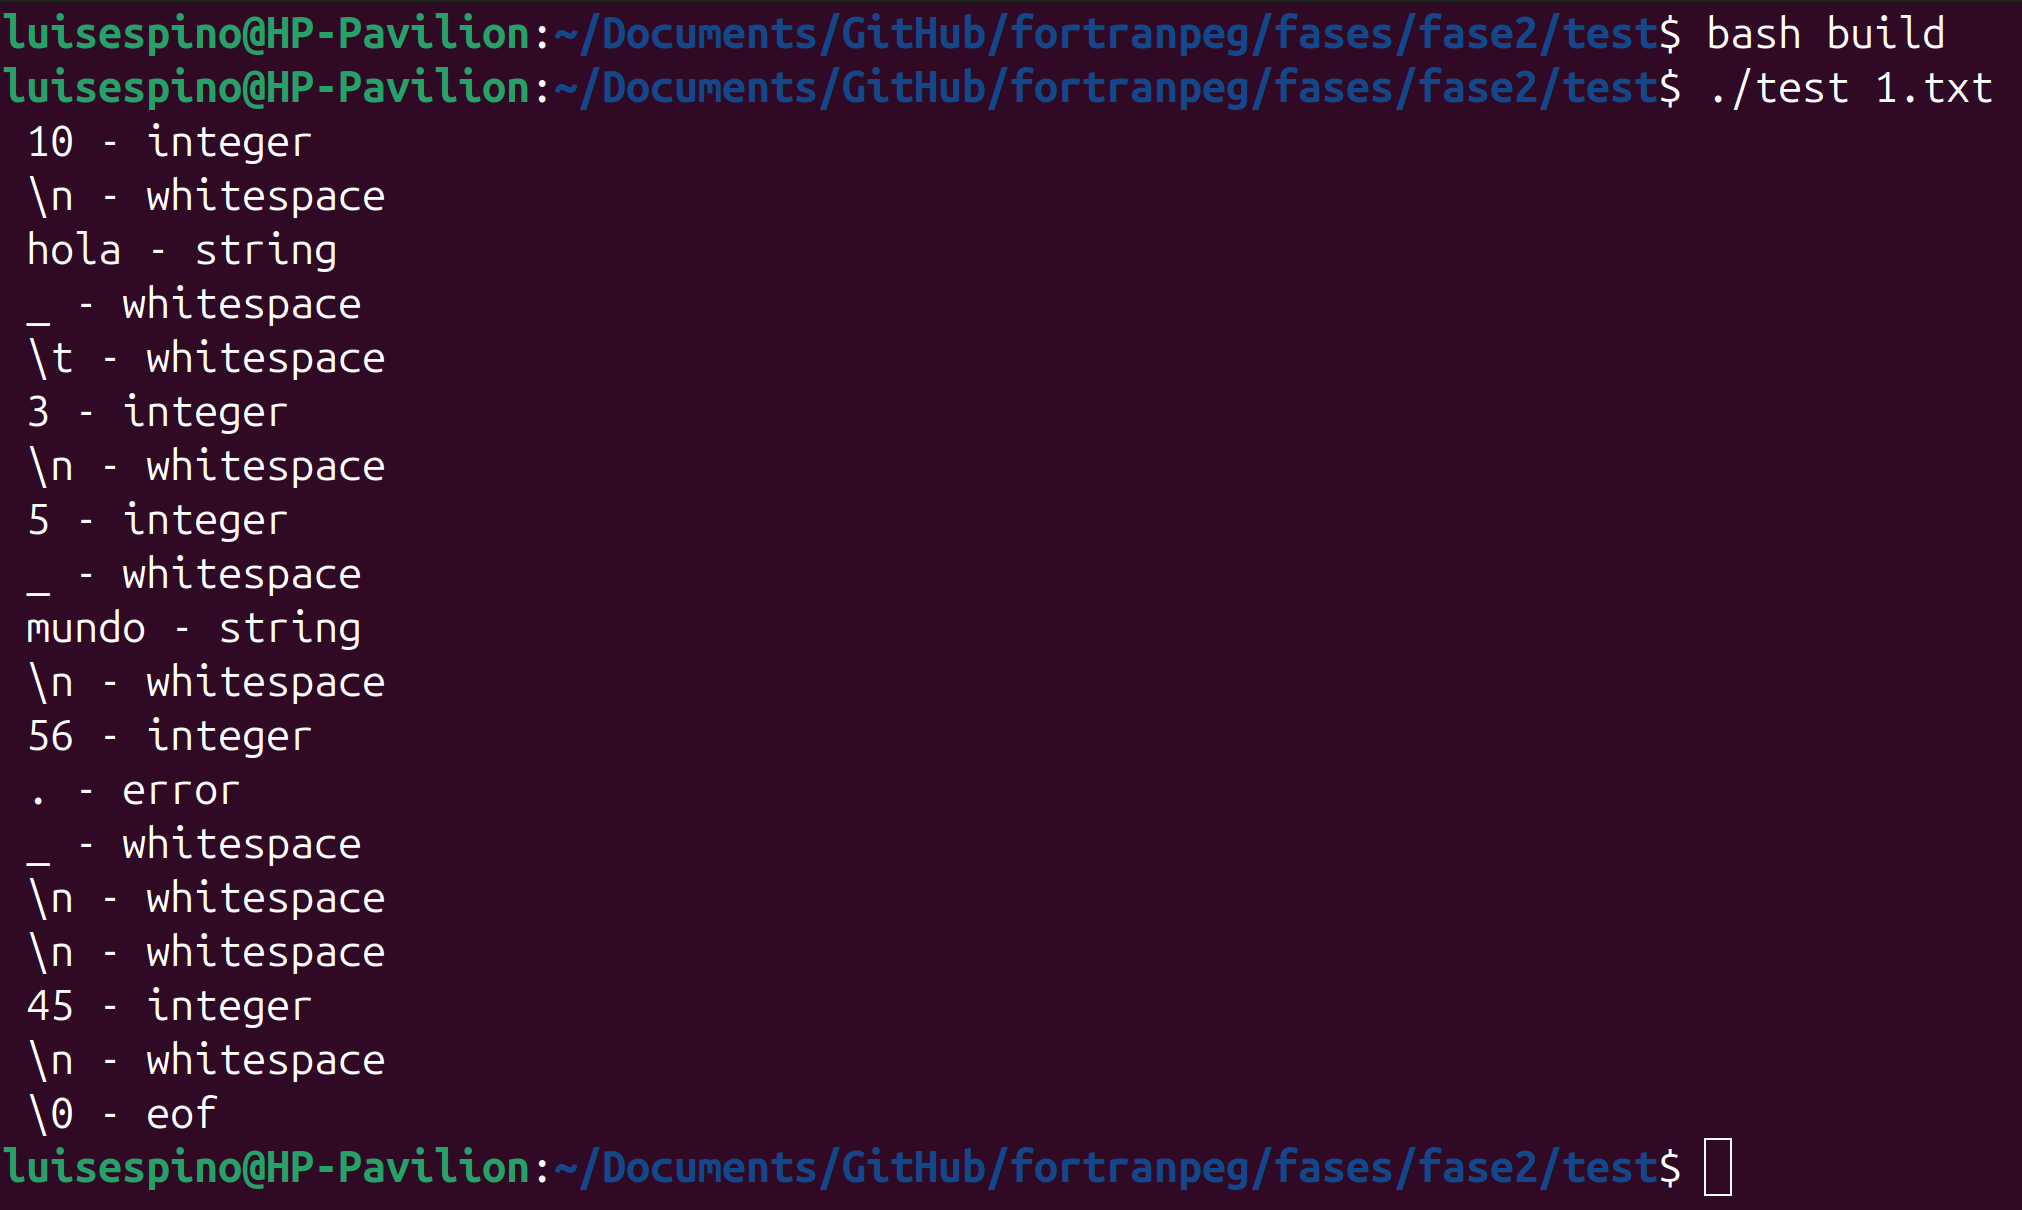 luisespino@HP-Pavilion:~/Documents/GitHub/fortranpeg/fases/fase2/test$ bash build
luisespino@HP-Pavilion:~/Documents/GitHub/fortranpeg/fases/fase2/test$ ./test 1.txt
10 - integer
\n - whitespace
hola - string
_ - whitespace
\t - whitespace
3 - integer
\n - whitespace
5 - integer
_ - whitespace
mundo - string
\n - whitespace
56 - integer
. - error
_ - whitespace
\n - whitespace
\n - whitespace
45 - integer
\n - whitespace
\0 - eof
luisespino@HP-Pavilion:~/Documents/GitHub/fortranpeg/fases/fase2/test$